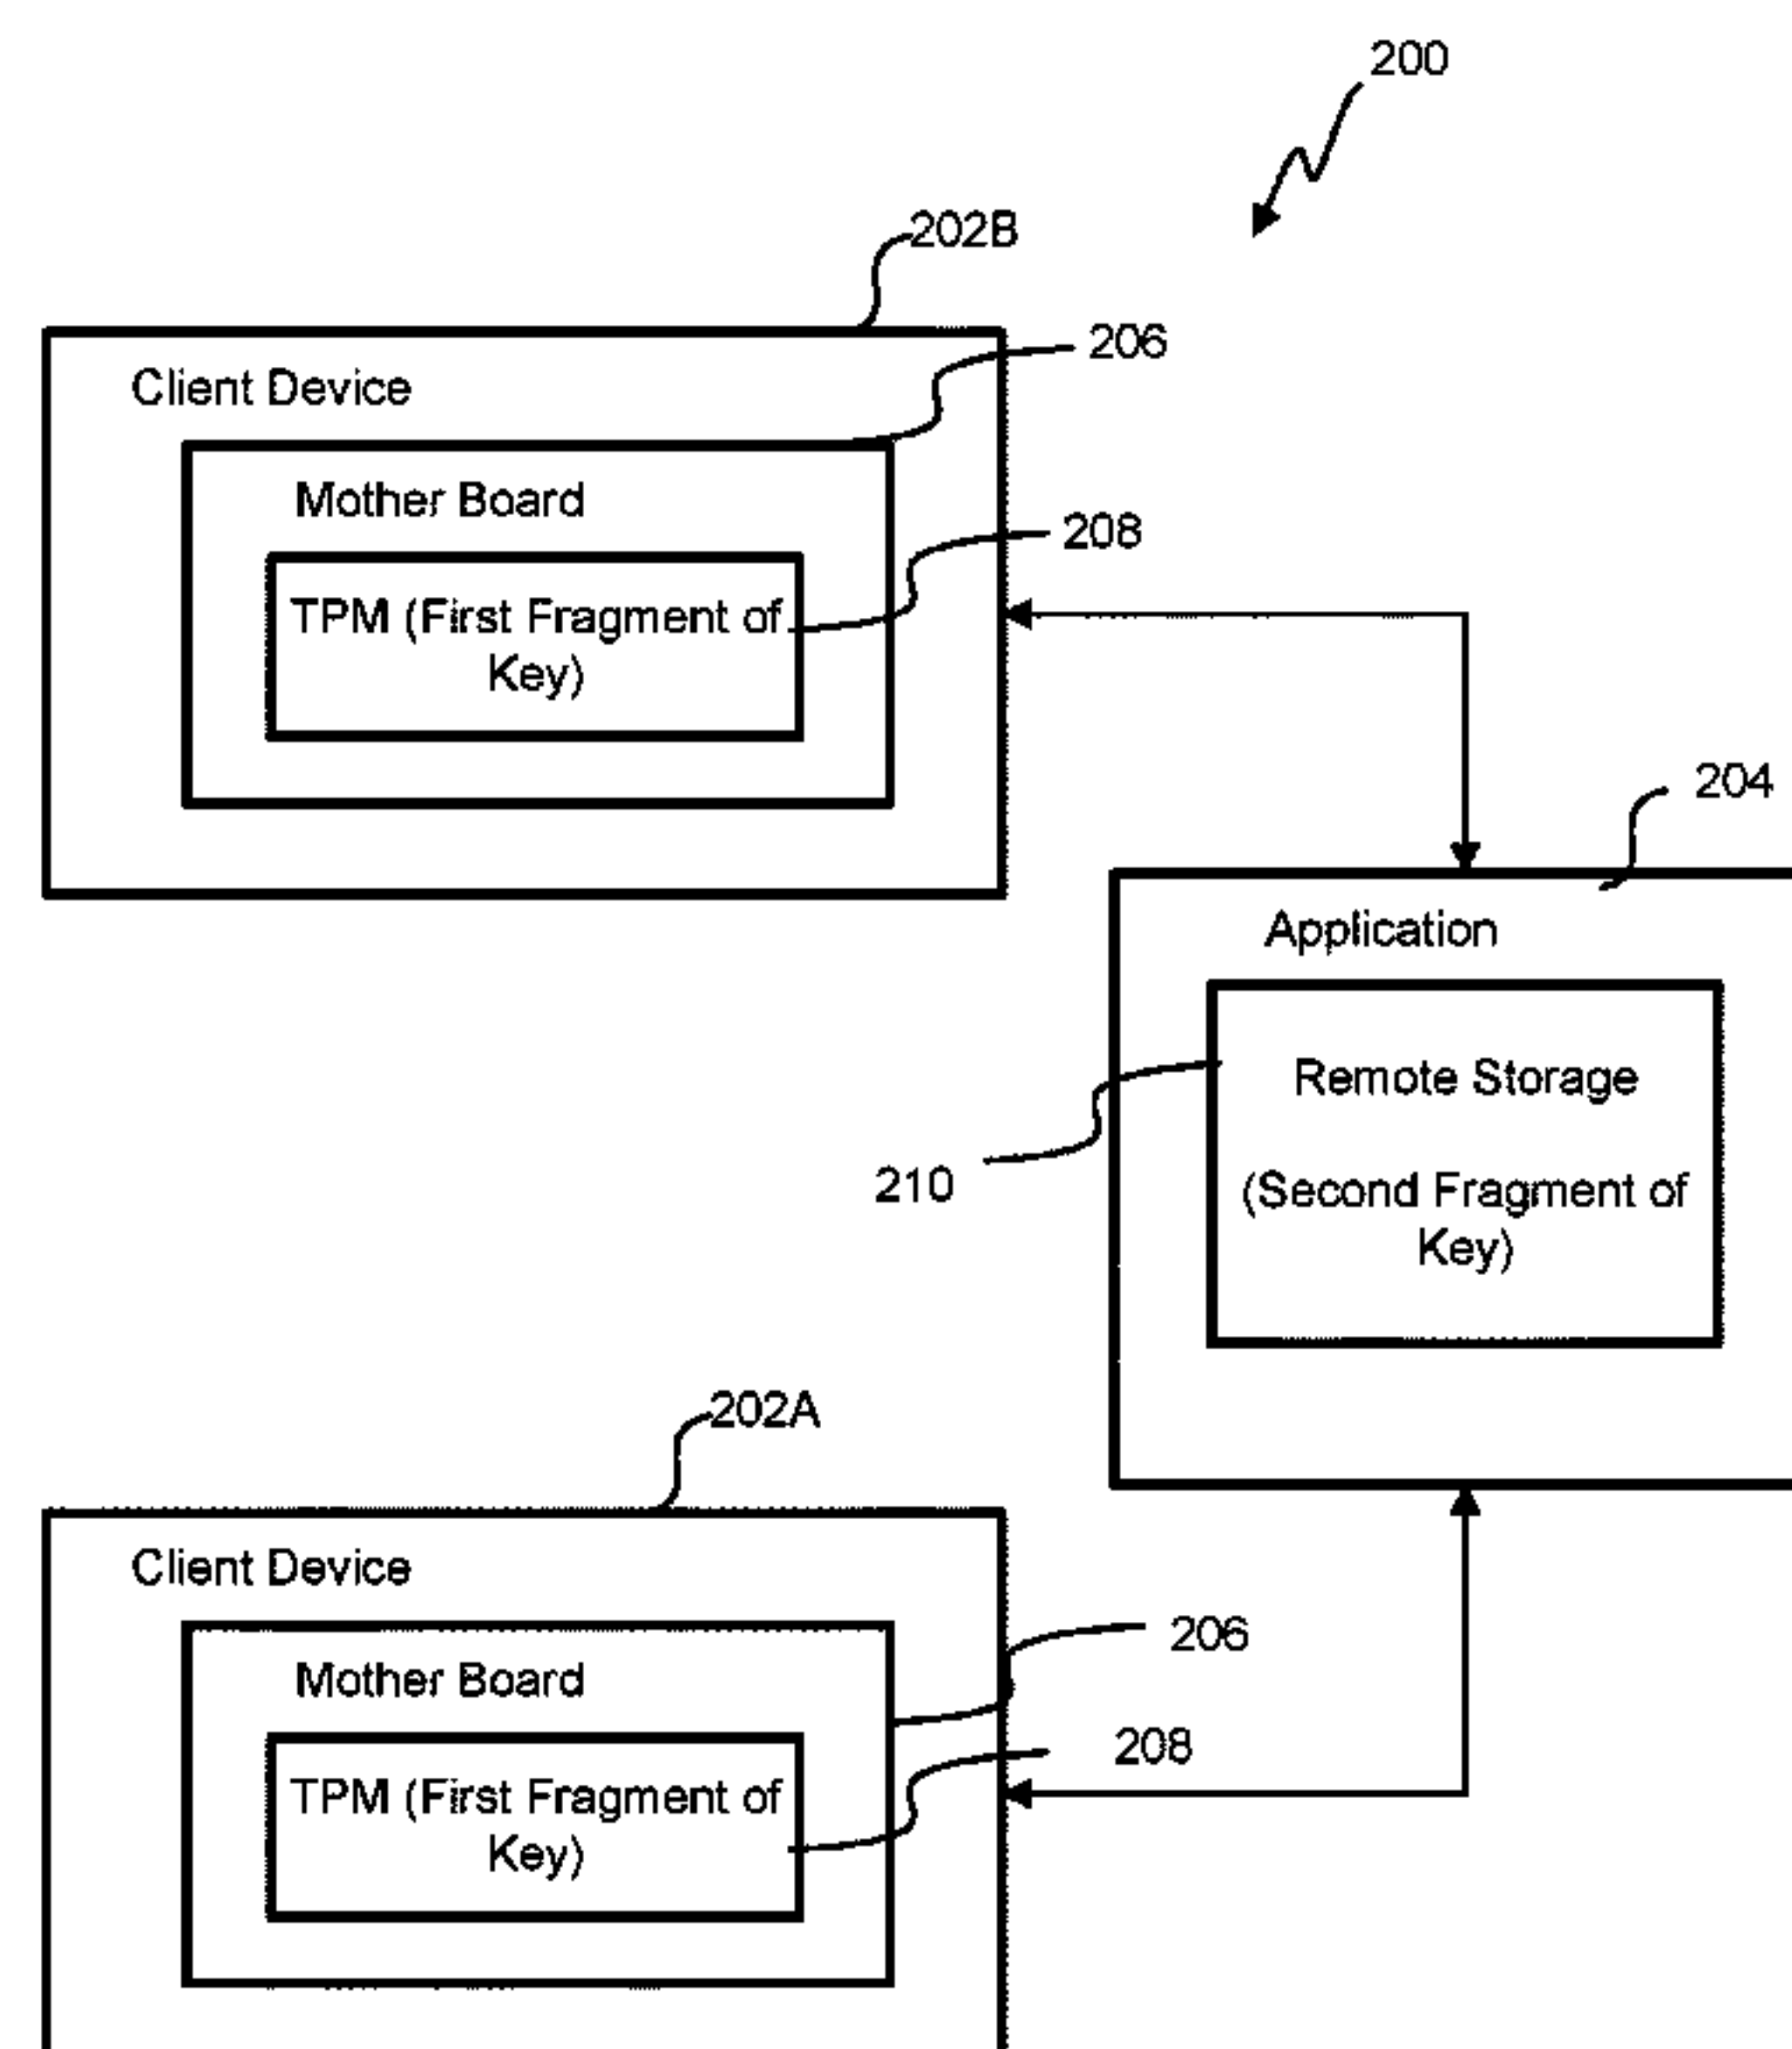 200
202B
206
Client Device
Mother Board
208
TPM (First Fragment of
Key)
204
Application
Remote Storage
210
(Second Fragment of
Key)
202A
Client Device
206
Mother Board
208
TPM (First Fragment of
Key)